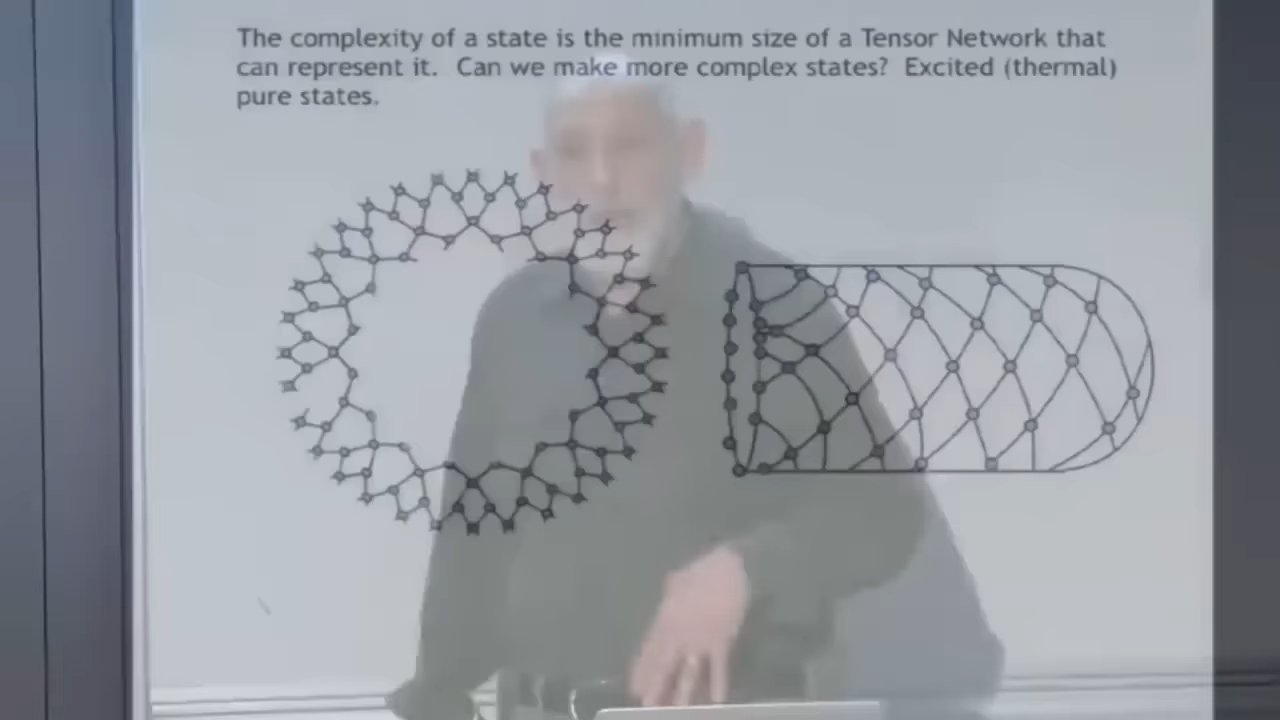 The complexity of a state is the minimum size of a Tensor Network that
can represent it.  Can we make more complex states?  Excited (thermal)
pure states.